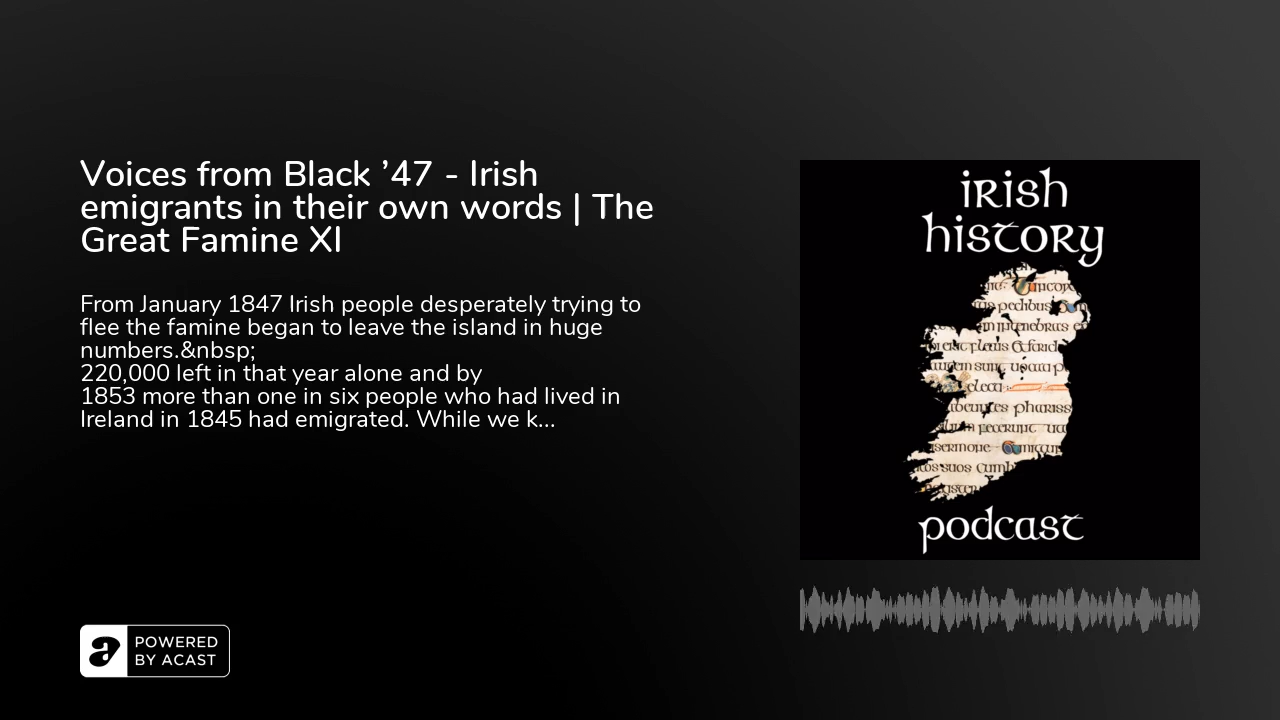 Voices from Black ’47 - Irish
emigrants in their own words | The
Great Famine XI
From January 1847 Irish people desperately trying to
flee the famine began to leave the island in huge
numbers.&nbsp;
220,000 left in that year alone and by
1853 more than one in six people who had lived in
Ireland in 1845 had emigrated. While we k...
a POWERED
BY ACAST
irish
history
podcast